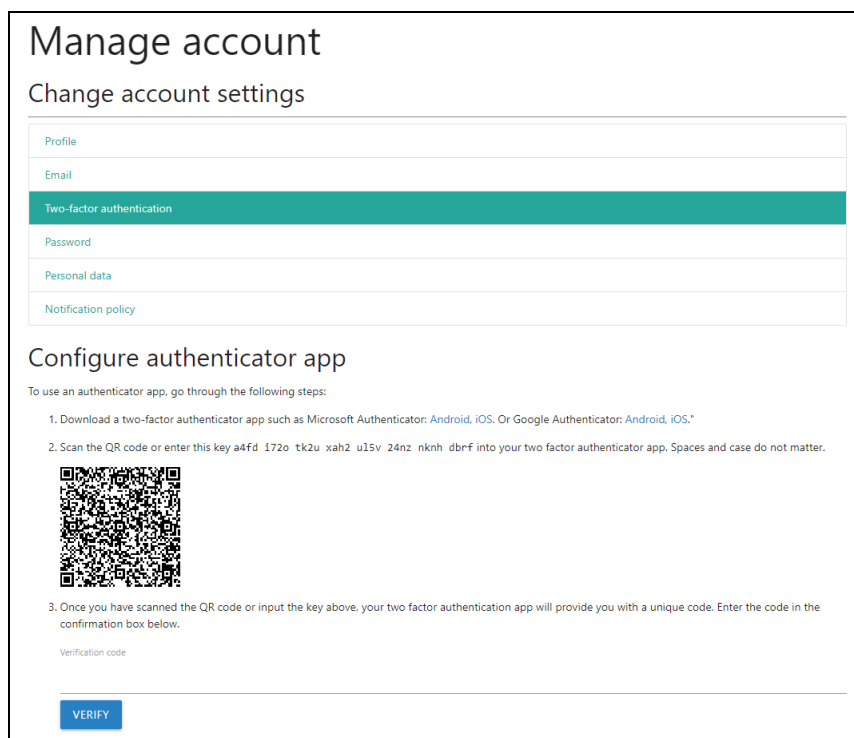 Manage account
Change account settings
Profile
Email
Two-factor authentication
Password
Personal data
Notification policy
Configure authenticator app
To use an authenticator app, go through the following steps:
1. Download a two-factor authenticator app such as Microsoft Authenticator: Android, iOS. Or Google Authenticator: Android, iOS."
2. Scan the QR code or enter this key a4fd i72o tk2u xah2 ul5v 24nz nknh dbrf into your two factor authenticator app. Spaces and case do not matter.
3. Once you have scanned the QR code or input the key above, your two factor authentication app will provide you with a unique code. Enter the code in the
confirmation box below.
Verification code
VERIFY